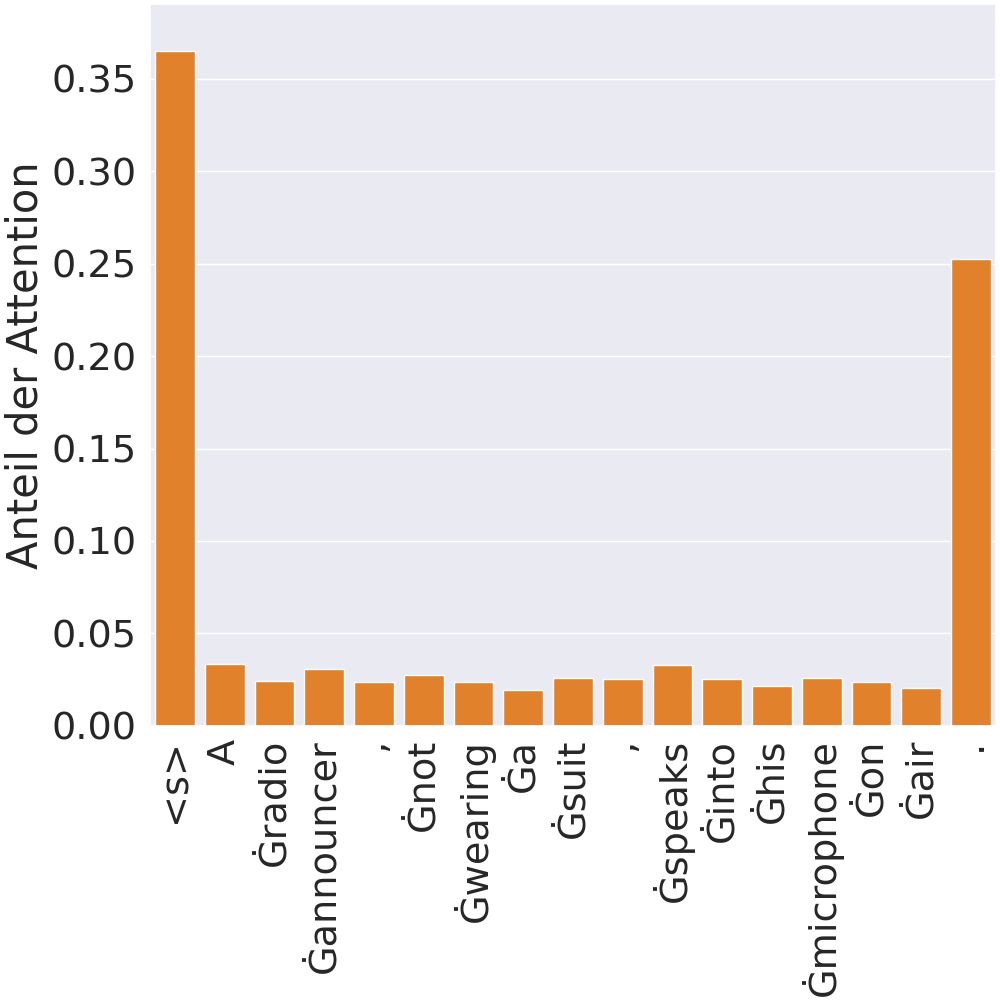 Anteil der Attention
0.35
0.30
0.25
0.20
0.15
0.10
0.05
0.00
<s>
A
Ġradio
Ġannouncer
,
Ġnot
Ġwearing
Ġa
Ġsuit
,
Ġspeaks
Ġinto
Ġhis
Ġmicrophone
Ġon
Ġair
.